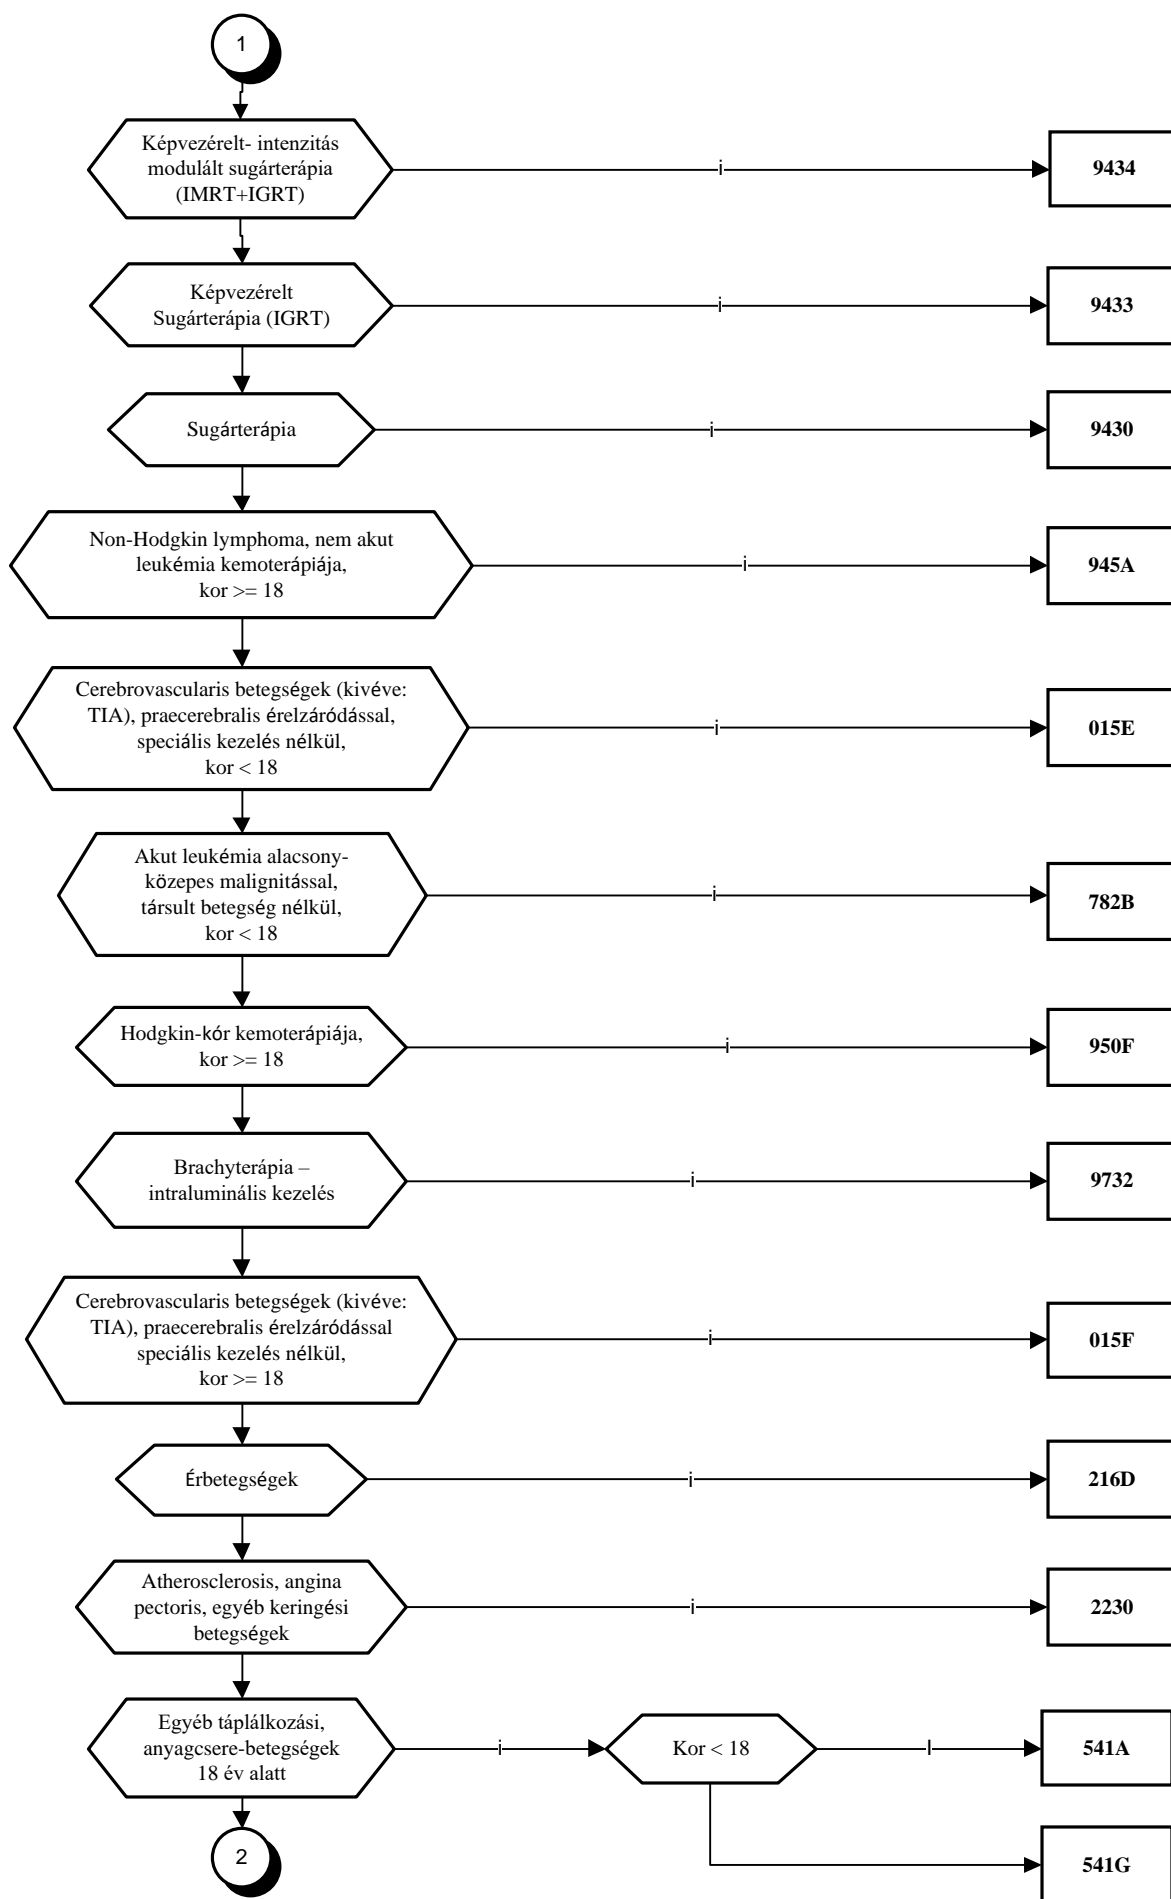 1
Képvezérelt- intenzitás
modulált sugárterápia
(IMRT+IGRT)
i
9434
Képvezérelt
Sugárterápia (IGRT)
i
9433
Sugárterápia
i
9430
Non-Hodgkin lymphoma, nem akut
leukémia kemoterápiája,
kor >= 18
i
945A
Cerebrovascularis betegségek (kivéve:
TIA), praecerebralis érelzáródással,
speciális kezelés nélkül,
kor < 18
i
015E
Akut leukémia alacsony-
közepes malignitással,
társult betegség nélkül,
kor < 18
i
782B
Hodgkin-kór kemoterápiája,
kor >= 18
i
950F
Brachyterápia –
intraluminális kezelés
i
9732
Cerebrovascularis betegségek (kivéve:
TIA), praecerebralis érelzáródással
speciális kezelés nélkül,
kor >= 18
i
015F
Érbetegségek
i
216D
Atherosclerosis, angina
pectoris, egyéb keringési
betegségek
i
2230
Egyéb táplálkozási,
anyagcsere-betegségek
18 év alatt
i
Kor < 18
I
541A
541G
2